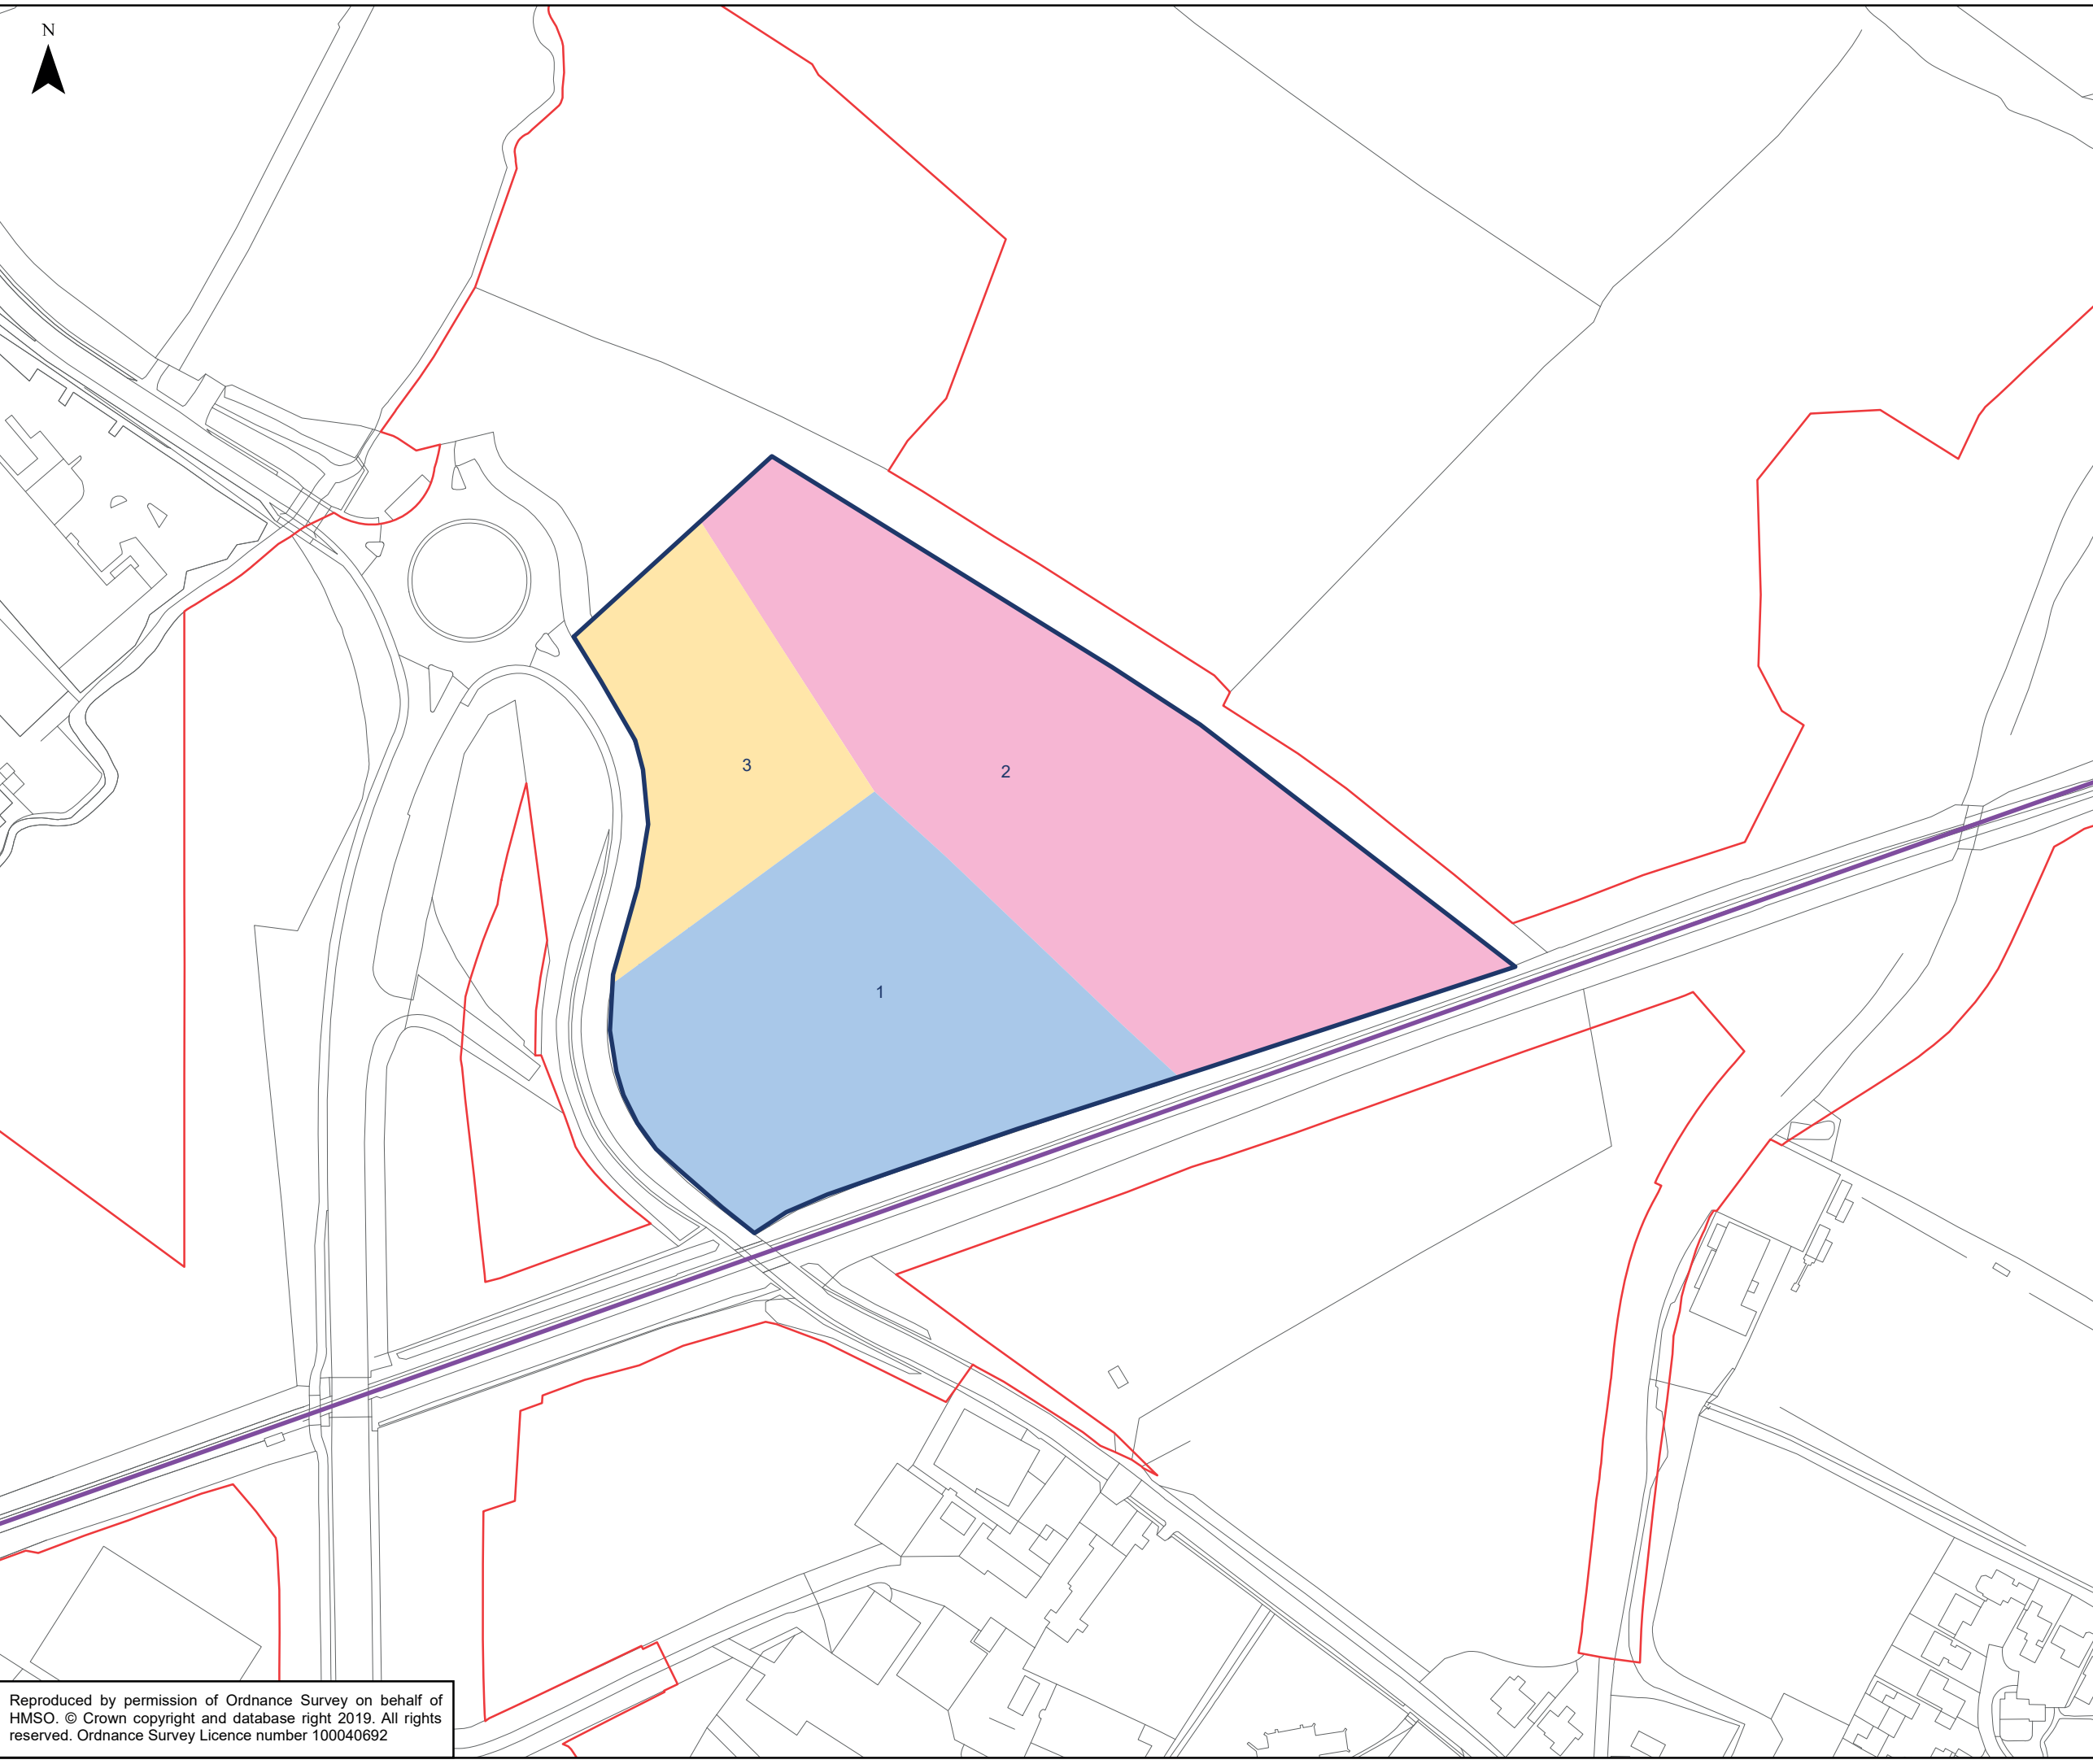 N
3
2
1
Reproduced by permission of Ordnance Survey on behalf of
HMSO. © Crown copyright and database right 2019. All rights
reserved. Ordnance Survey Licence number 100040692